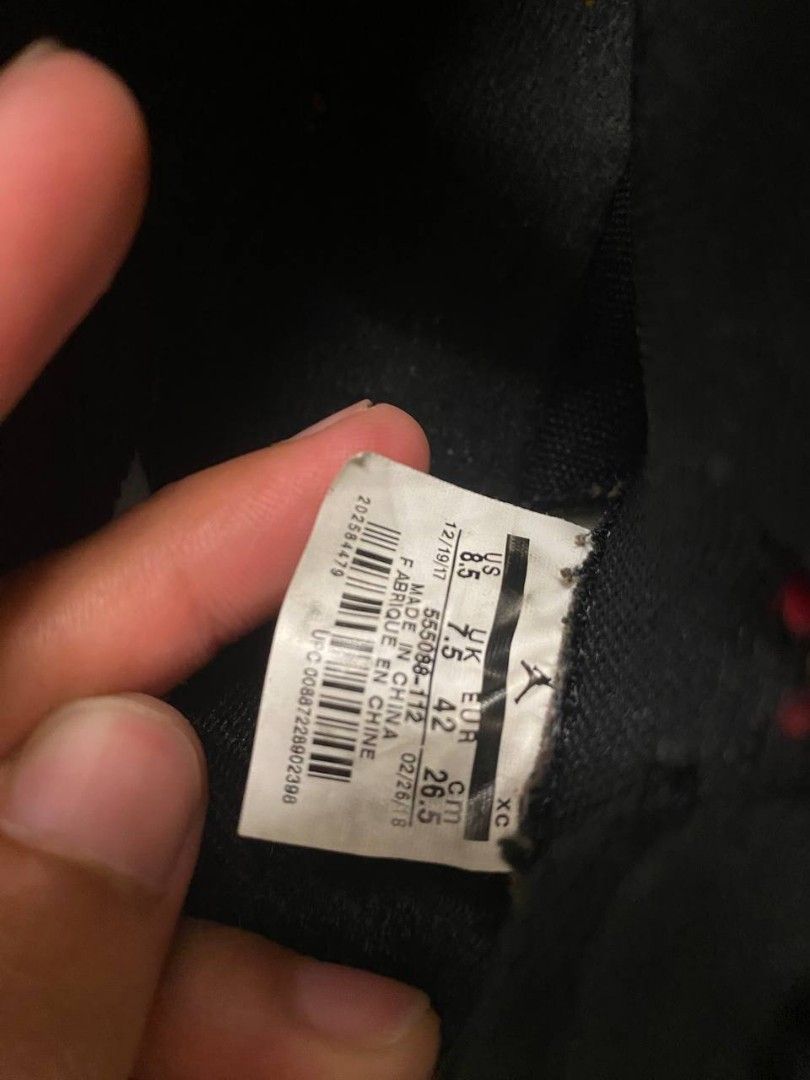 XC
US UK EUR cm
8.5 7.5 42 26.5
12/19/17 555088-112 02/26/18
MADE IN CHINA
FABRIQUE EN CHINE
202584479
UPC 00887228902398